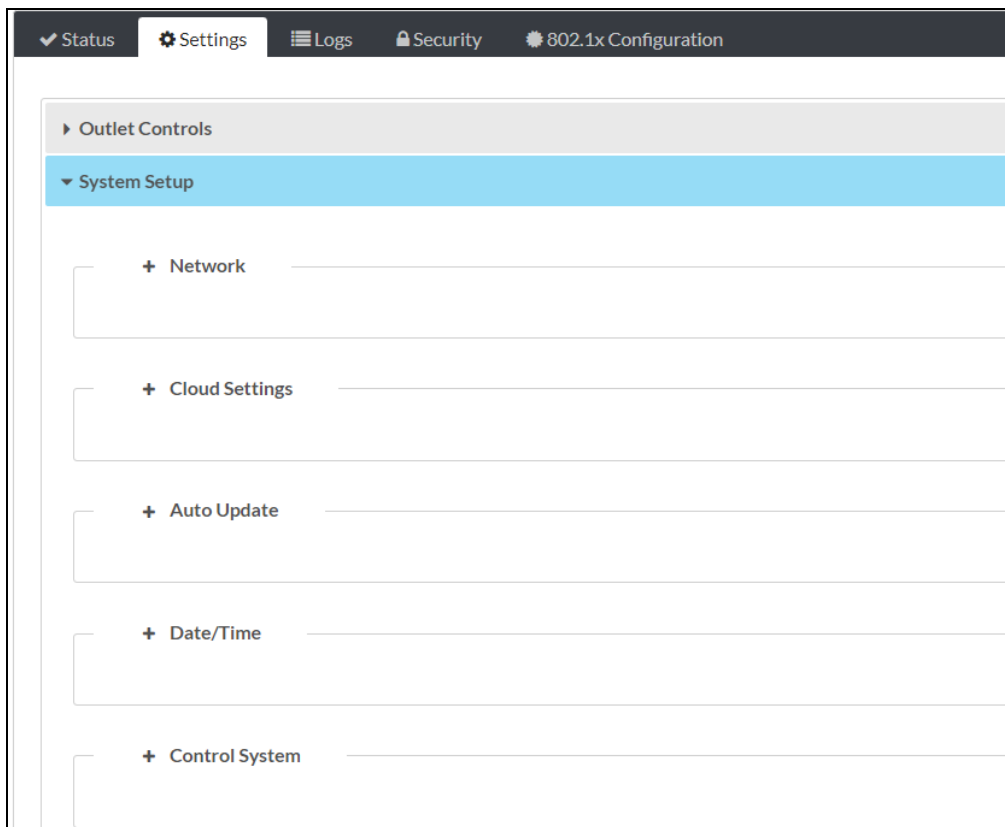 Status Settings Logs Security 802.1x Configuration
Outlet Controls
System Setup
+ Network
+ Cloud Settings
+ Auto Update
+ Date/Time
+ Control System